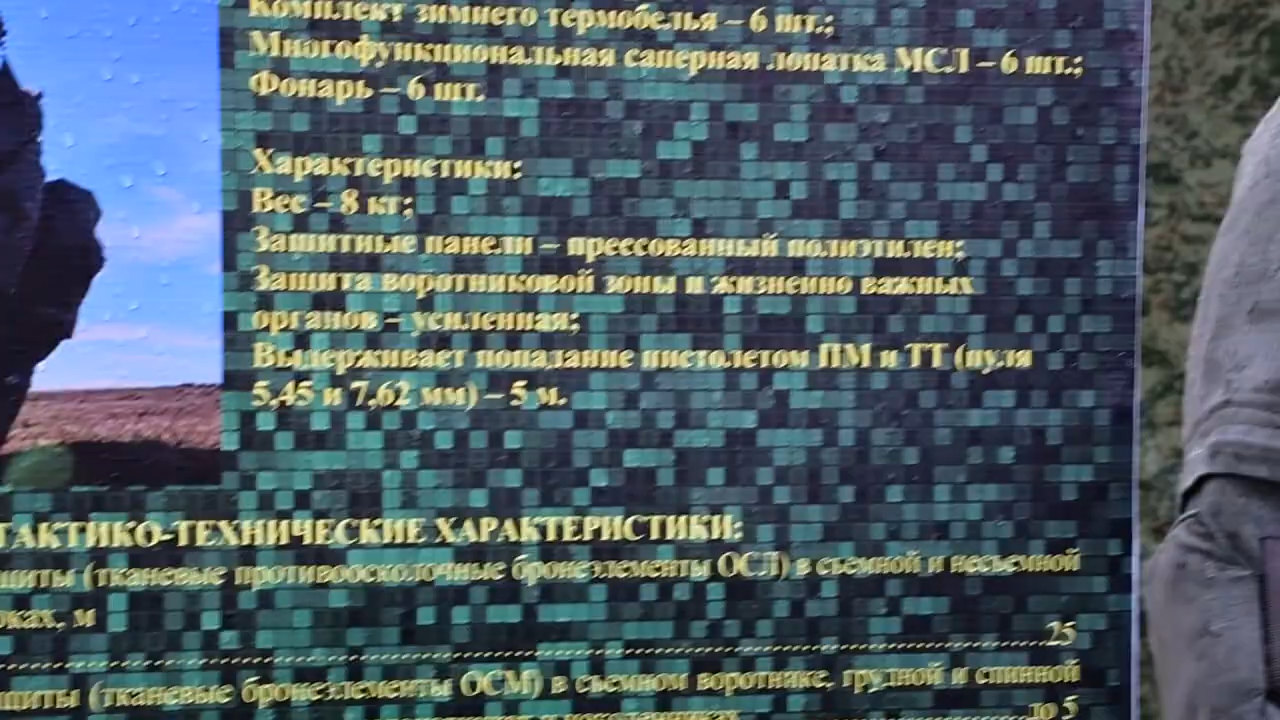 Комплект зимнего термобелья – 6 шт.;
Многофункциональная саперная лопатка МСЛ – 6 шт.;
Фонарь – 6 шт.
Характеристики:
Вес – 8 кг;
Защитные панели – прессованный полиэтилен;
Защита воротниковой зоны и жизненно важных
органов – усиленная;
Выдерживает попадание пистолетом ПМ и ТТ (пуля
5,45 и 7,62 мм) – 5 м.
ТАКТИКО-ТЕХНИЧЕСКИЕ ХАРАКТЕРИСТИКИ:
щиты (тканевые противоосколочные бронеэлементы ОСЛ) в съемной и несъемной
оках, м
25
щиты (тканевые бронеэлементы ОСМ) в съемном воротнике, грудной и спинной
до 5